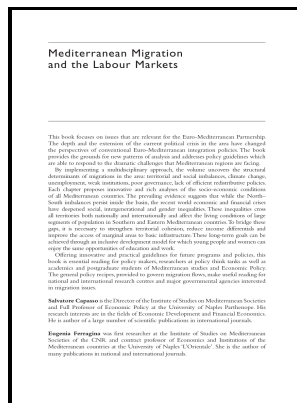 Mediterranean Migration
and the Labour Markets
This book focuses on issues that are relevant for the Euro-Mediterranean Partnership.
The depth and the extension of the current political crisis in the area have changed
the perspectives of conventional Euro-Mediterranean integration policies. The book
provides the grounds for new patterns of analysis and addresses policy guidelines which
are able to respond to the dramatic challenges that Mediterranean regions are facing.
By implementing a multidisciplinary approach, the volume uncovers the structural
determinants of migrations in the area: territorial and social imbalances, climate change,
unemployment, weak institutions, poor governance, lack of efficient redistributive policies.
Each chapter proposes innovative and rich analyses of the socio-economic conditions
of all Mediterranean Countries. The prevailing evidence suggests that while the North–
South imbalances persist inside the basin, the recent world economic and financial crises
have deepened social, intergenerational and gender inequalities. These inequalities cross
all territories both nationally and internationally and affect the living conditions of large
segments of population in Southern and Eastern Mediterranean countries. To bridge these
gaps, it is necessary to strengthen territorial cohesion, reduce income differentials and
improve the access of marginal areas to basic infrastructure. These long-term goals can be
achieved through an inclusive development model for which young people and women can
enjoy the same opportunities of education and work.
Offering innovative and practical guidelines for future programs and policies, this
book is essential reading for policy makers, researchers at policy think tanks as well as
academics and postgraduate students of Mediterranean studies and Economic Policy.
The general policy recipes, provided to govern migration flows, make useful reading for
national and international research centres and major governmental agencies interested
in migration issues.
Salvatore Capasso is the Director of the Institute of Studies on Mediterranean Societies
and Full Professor of Economic Policy at the University of Naples Parthenope. His
research interests are in the fields of Economic Development and Financial Economics.
He is author of a large number of scientific publications in international journals.
Eugenia Ferragina was first researcher at the Institute of Studies on Mediterranean
Societies of the CNR and contract professor of Economics and Institutions of the
Mediterranean countries at the University of Naples 'L'Orientale'. She is the author of
many publications in national and international journals.